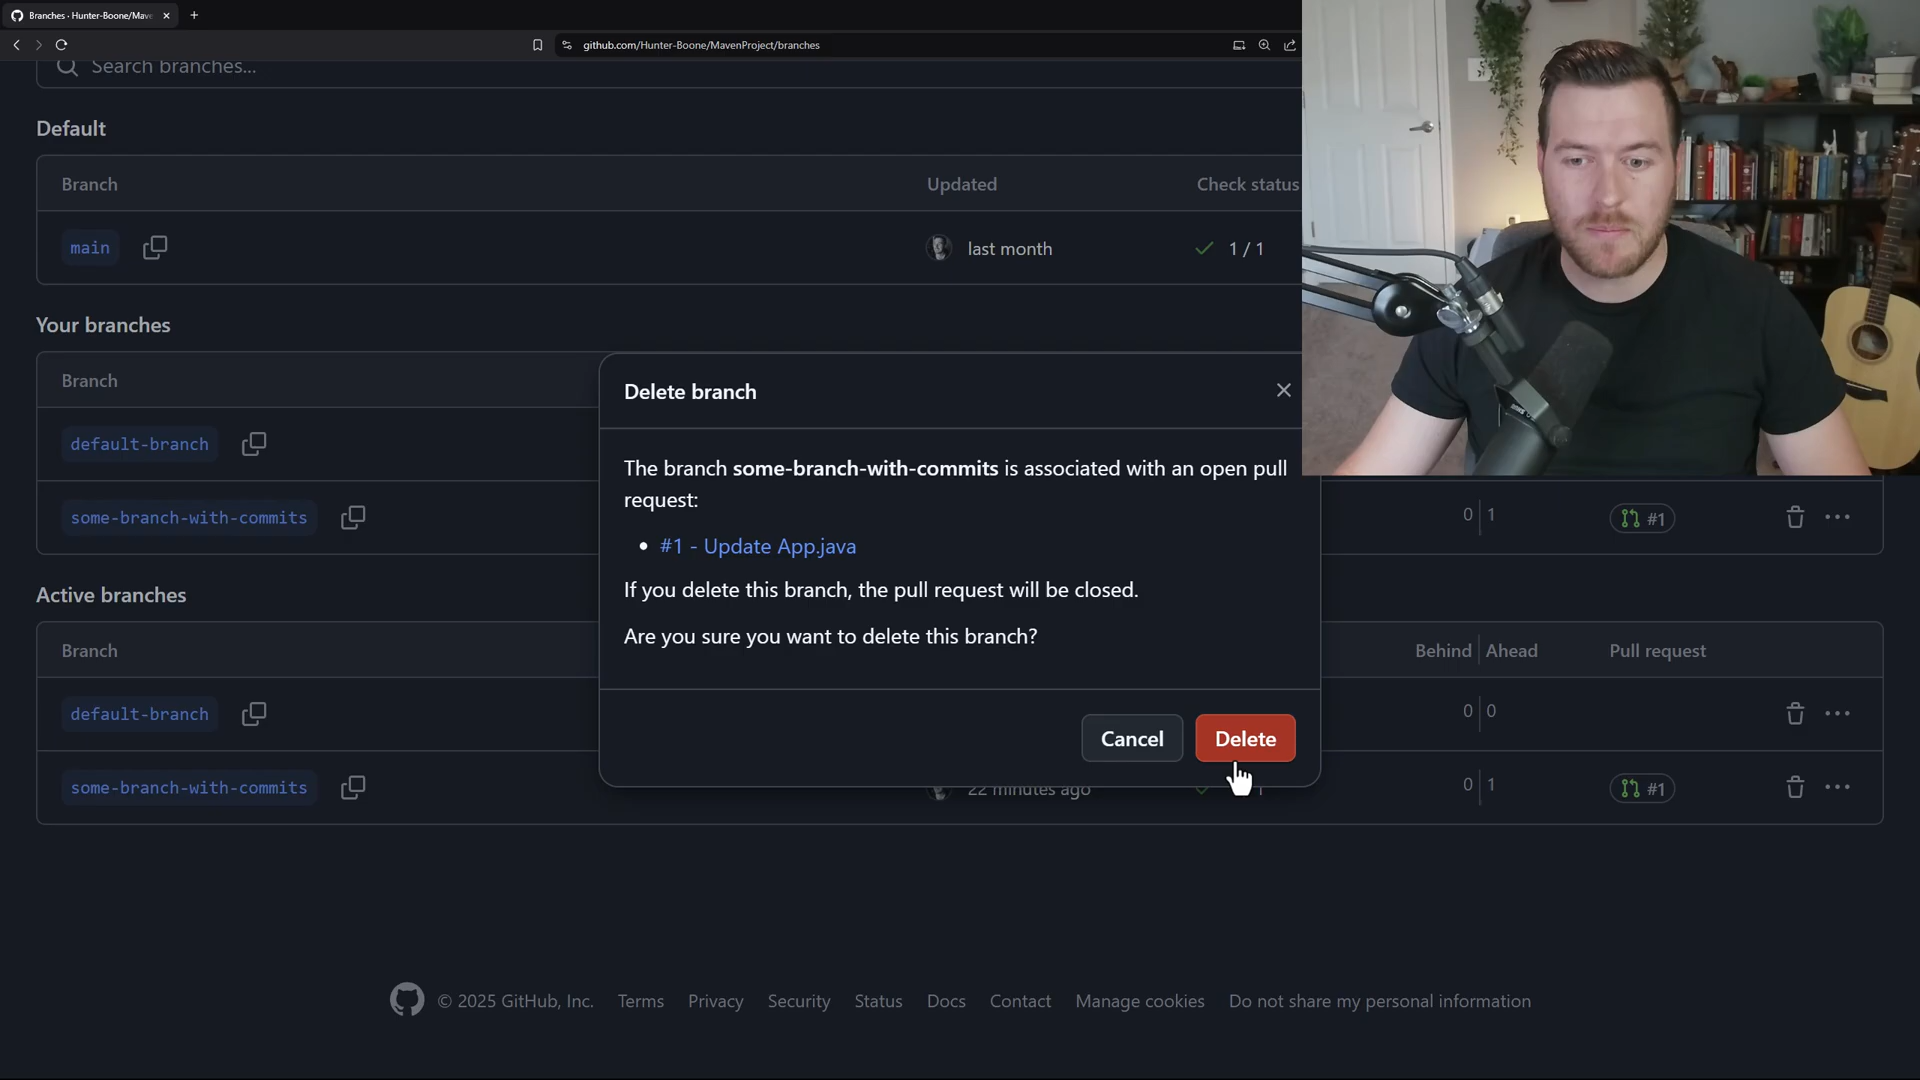 Branches · Hunter-Boone/Mave
github.com/Hunter-Boone/MavenProject/branches
Search branches...
Default
Branch Updated Check status
main last month 1 / 1
Your branches
Branch
default-branch
some-branch-with-commits 0 1 #1
Delete branch
The branch some-branch-with-commits is associated with an open pull
request:
• #1 - Update App.java
If you delete this branch, the pull request will be closed.
Are you sure you want to delete this branch?
Cancel Delete
Active branches
Branch Behind Ahead Pull request
default-branch 0 0
some-branch-with-commits 22 minutes ago 1 0 1 #1
© 2025 GitHub, Inc. Terms Privacy Security Status Docs Contact Manage cookies Do not share my personal information